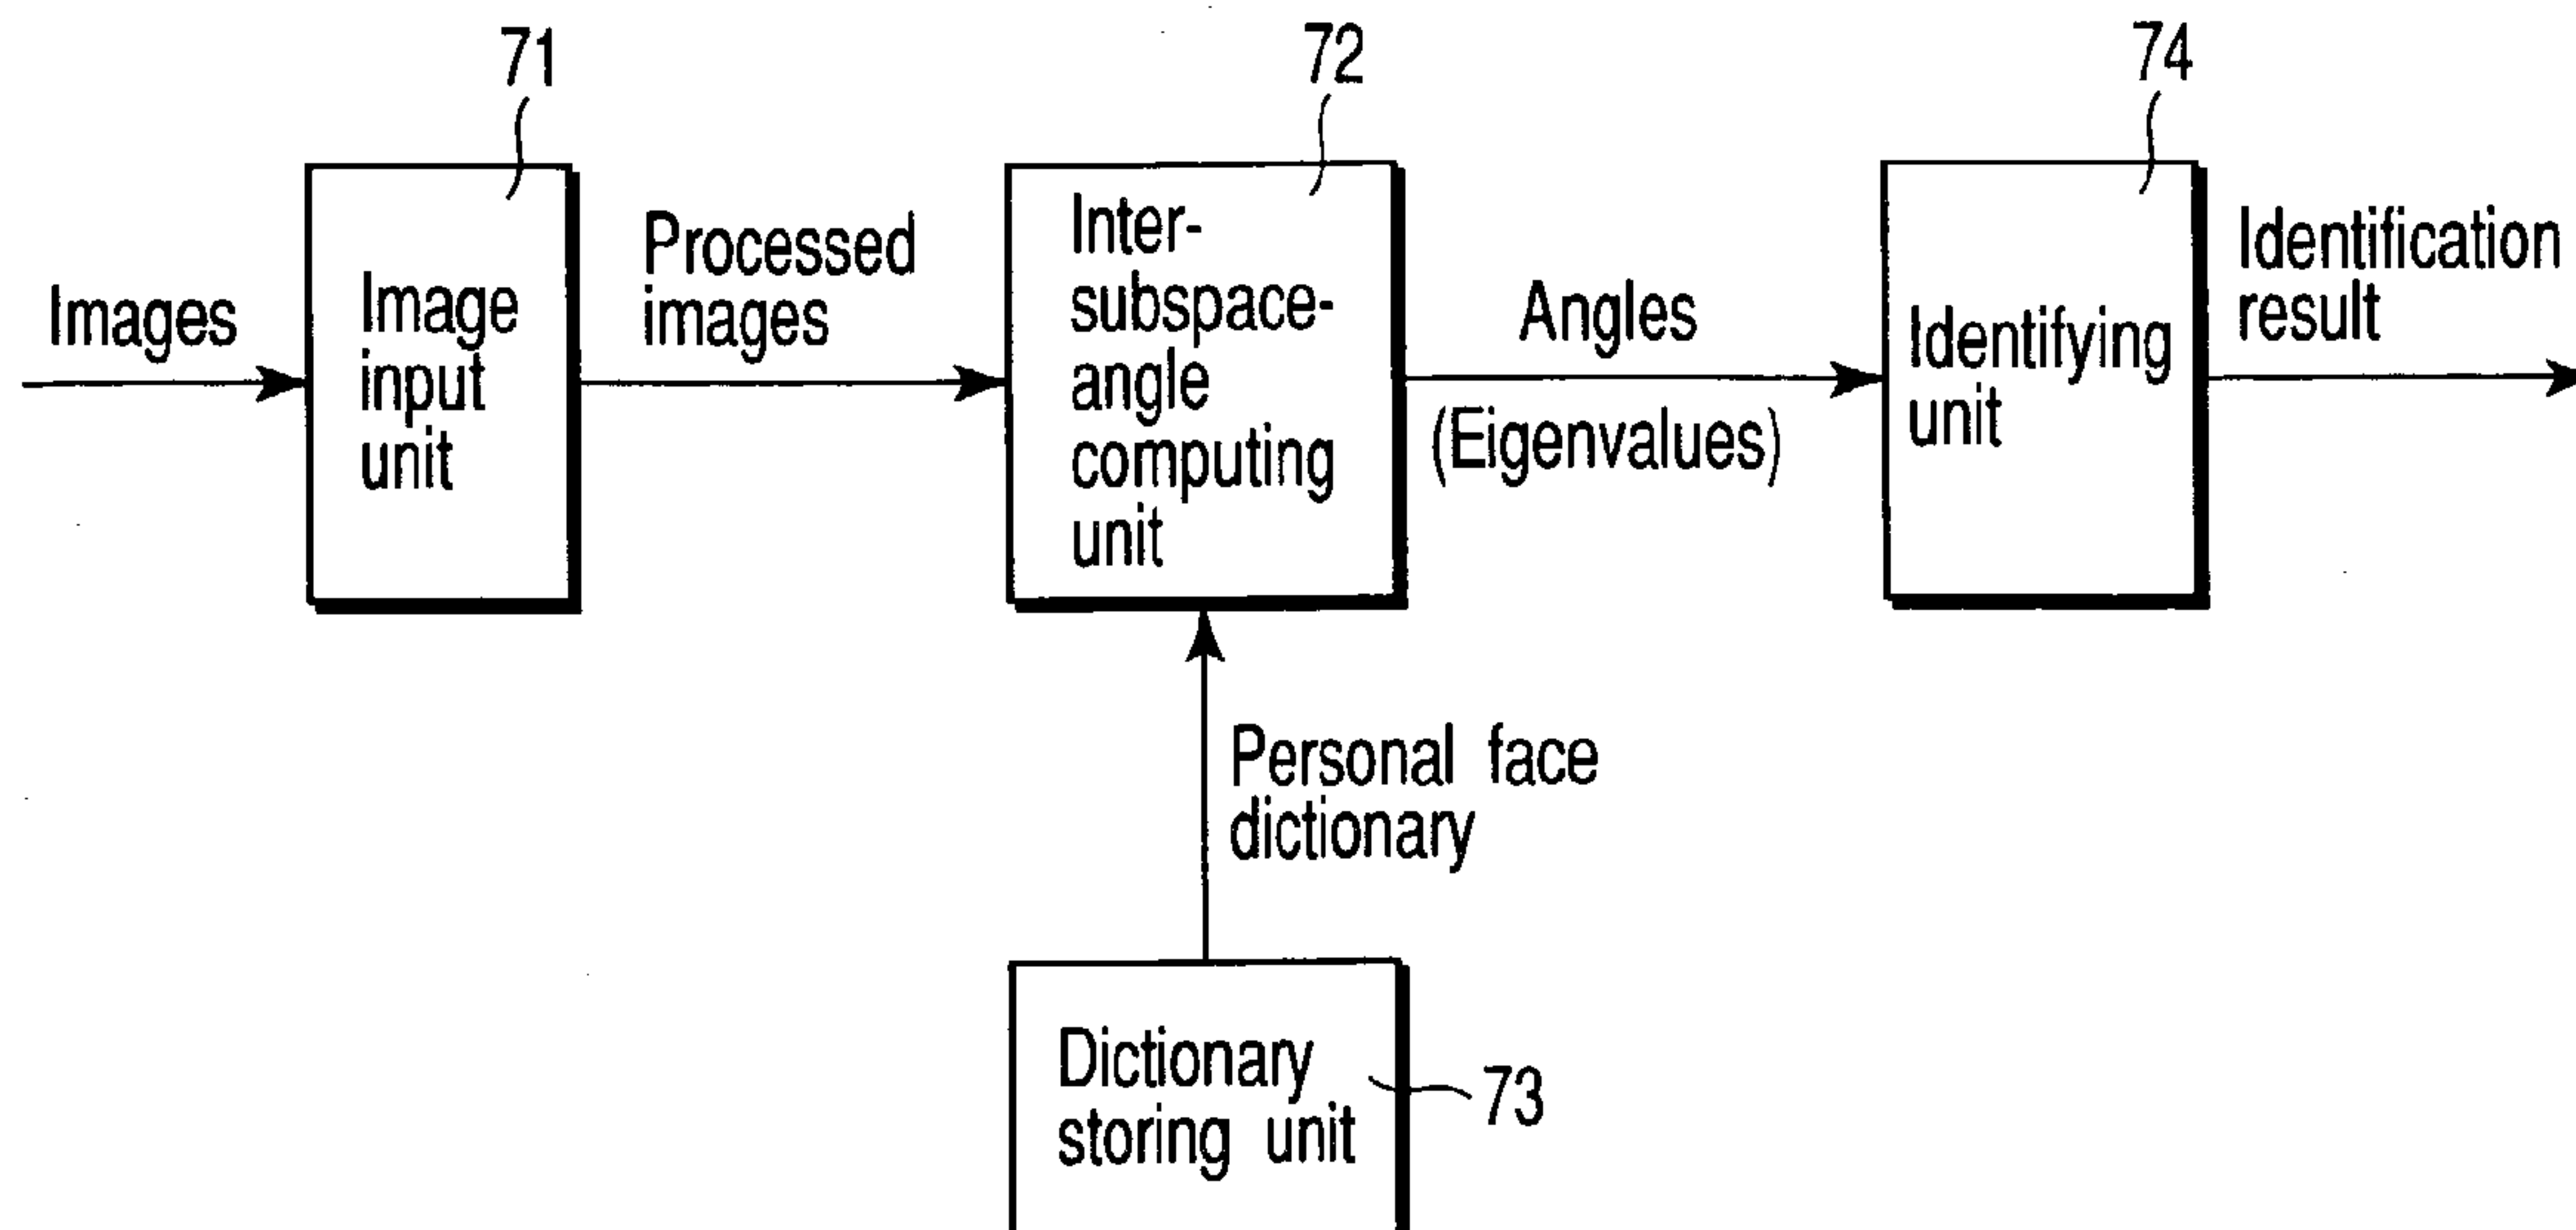 71
72
74
Images
Image
input
unit
Processed
images
Inter-
subspace-
angle
computing
unit
Angles
(Eigenvalues)
Identifying
unit
Identification
result
Personal face
dictionary
Dictionary
storing unit
73